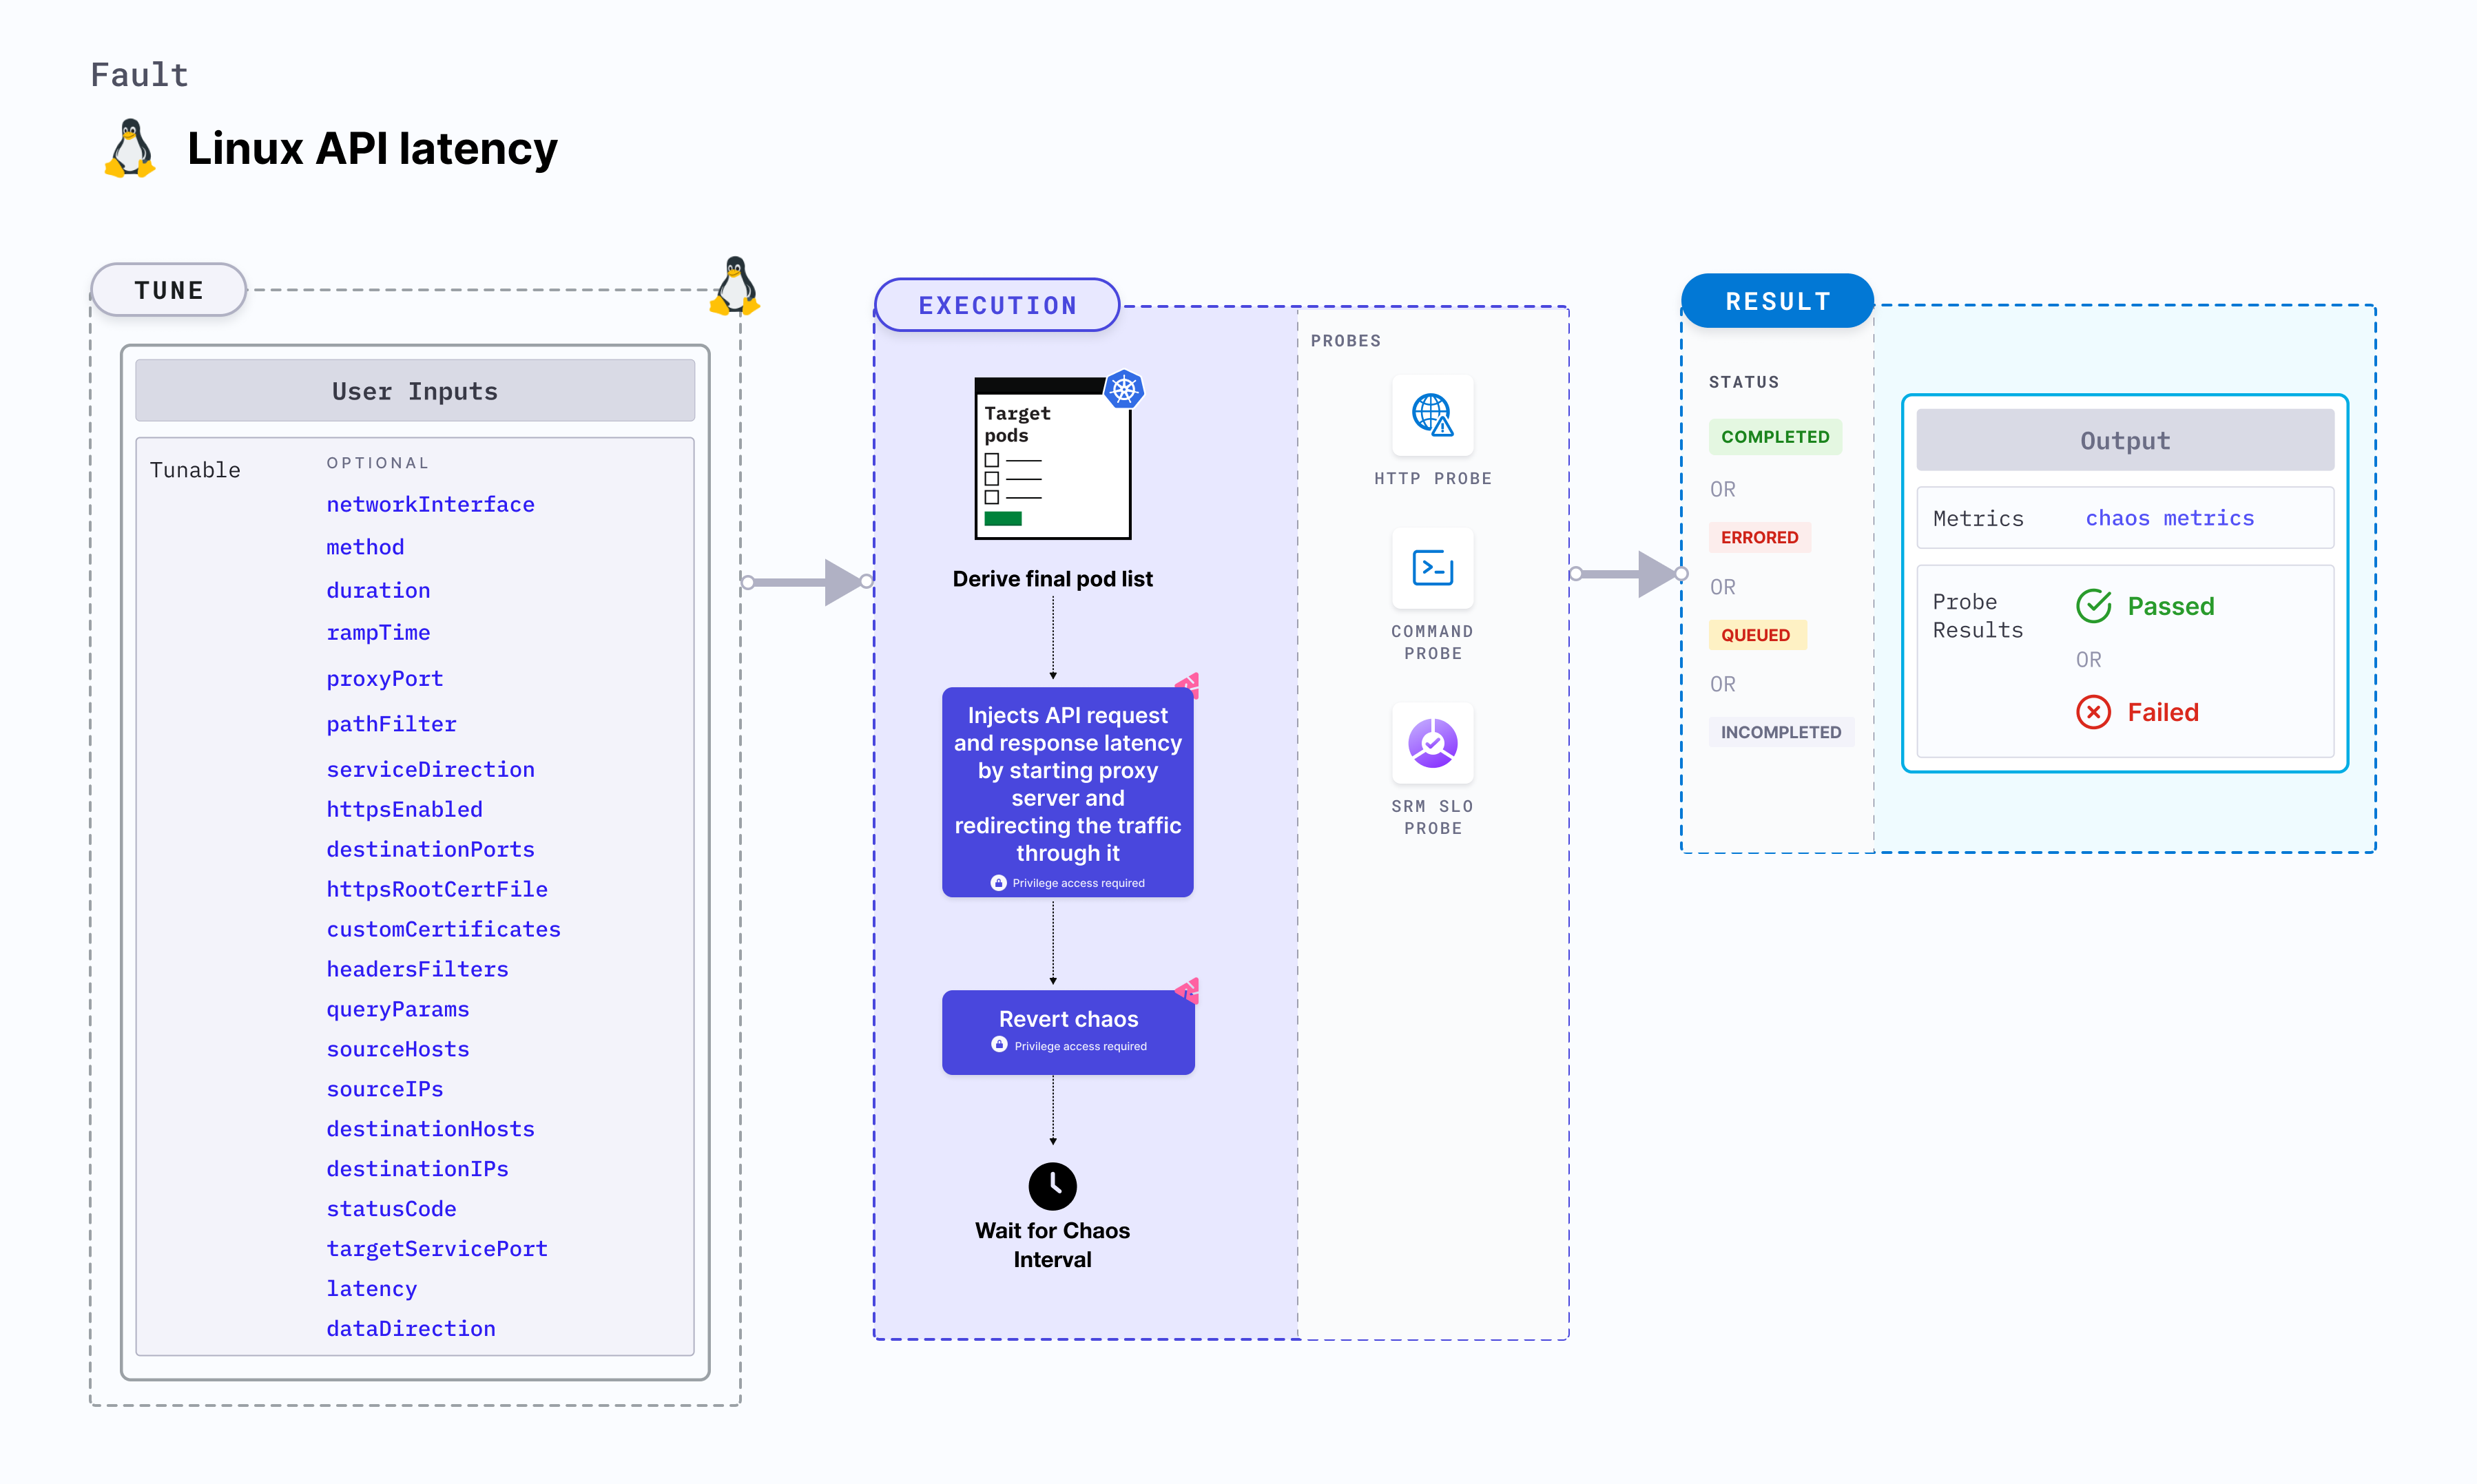 Fault
Linux API latency
TUNE
User Inputs
Tunable
OPTIONAL
networkInterface
method
duration
rampTime
proxyPort
pathFilter
serviceDirection
httpsEnabled
destinationPorts
httpsRootCertFile
customCertificates
headersFilters
queryParams
sourceHosts
sourceIPs
destinationHosts
destinationIPs
statusCode
targetServicePort
latency
dataDirection
EXECUTION
Target
pods
Derive final pod list
Injects API request
and response latency
by starting proxy
server and
redirecting the traffic
through it
Privilege access required
Revert chaos
Privilege access required
Wait for Chaos
Interval
PROBES
HTTP PROBE
COMMAND
PROBE
SRM SLO
PROBE
RESULT
STATUS
COMPLETED
OR
ERRORED
OR
QUEUED
OR
INCOMPLETED
Output
Metrics
chaos metrics
Probe
Results
Passed
OR
Failed